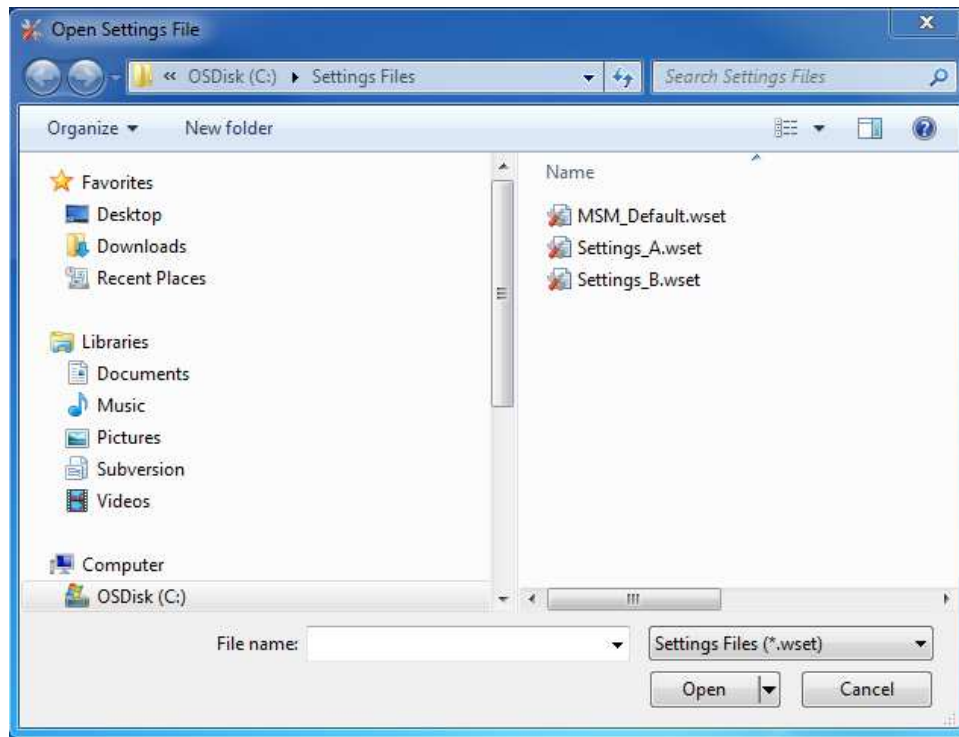 Open Settings File
« OSDisk (C:) Settings Files
Search Settings Files
Organize New folder
Favorites
Desktop
Downloads
Recent Places
Libraries
Documents
Music
Pictures
Subversion
Videos
Computer
OSDisk (C:)
Name
MSM_Default.wset
Settings_A.wset
Settings_B.wset
File name: Settings Files (*.wset)
Open Cancel